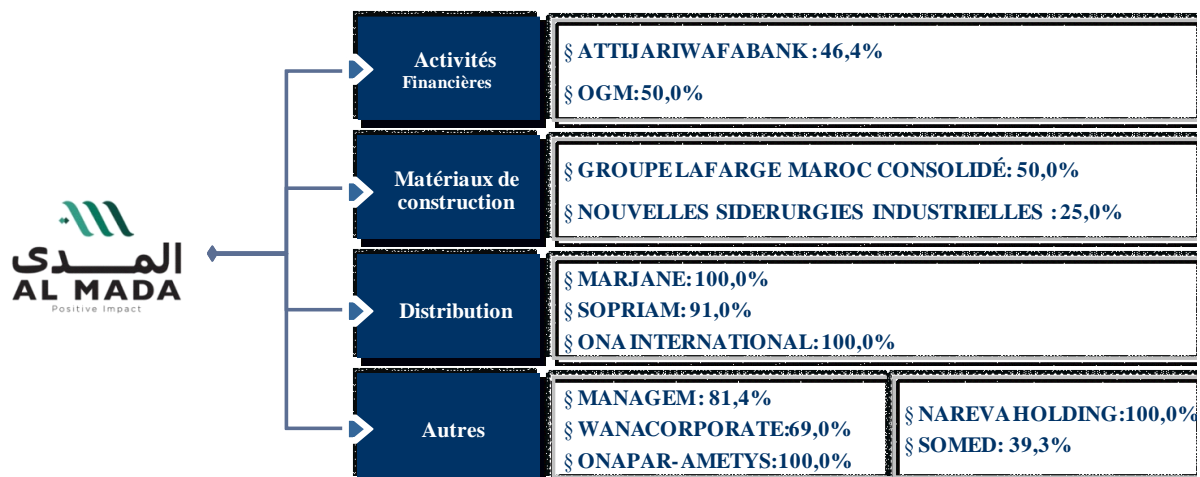 المدى
AL MADA
Positive Impact
Activités
Financières
§ ATTIJARIWAFABANK : 46,4%
§ OGM: 50,0%
Matériaux de
construction
§ GROUPE LAFARGE MAROC CONSOLIDÉ: 50,0%
§ NOUVELLES SIDERURGIES INDUSTRIELLES : 25,0%
Distribution
§ MARJANE: 100,0%
§ SOPRIAM: 91,0%
§ ONA INTERNATIONAL: 100,0%
Autres
§ MANAGEM: 81,4%
§ WANACORPORATE:69,0%
§ ONAPAR- AMETYS:100,0%
§ NAREVA HOLDING:100,0%
§ SOMED: 39,3%